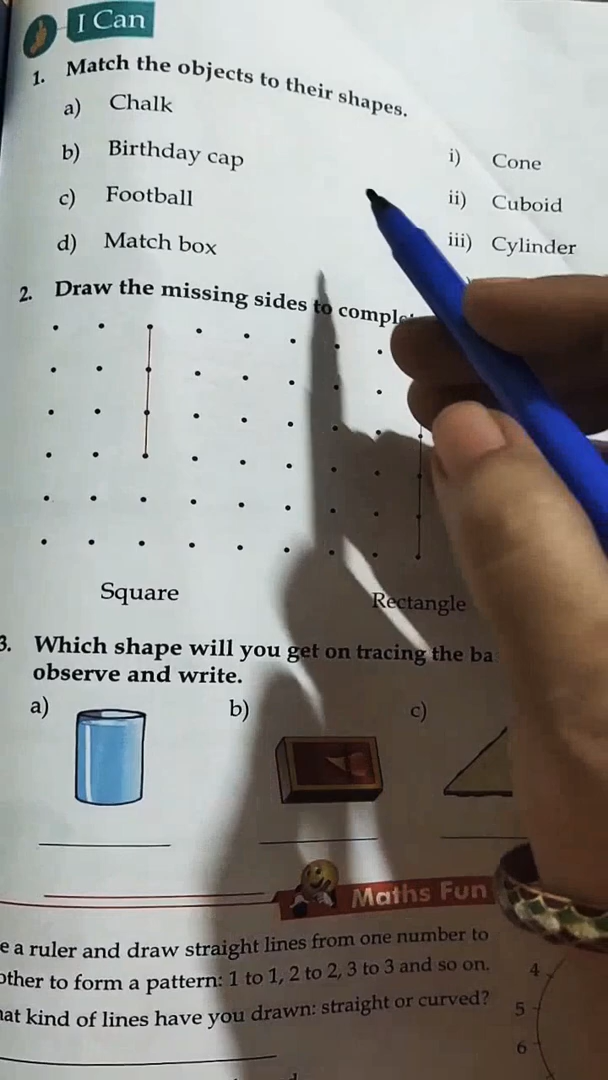 I Can
1. Match the objects to their shapes.
a) Chalk
i) Cone
b) Birthday cap
ii) Cuboid
c) Football
iii) Cylinder
d) Match box
2. Draw the missing sides to
Square
Rectangle
3. Which shape will you get on tracing the
observe and write.
a)
b)
c)
Maths Fun
a ruler and draw straight lines from one number to
to form a pattern: 1 to 1, 2 to 2, 3 to 3 and so on.
kind of lines have you drawn: straight or curved?
4
5
6